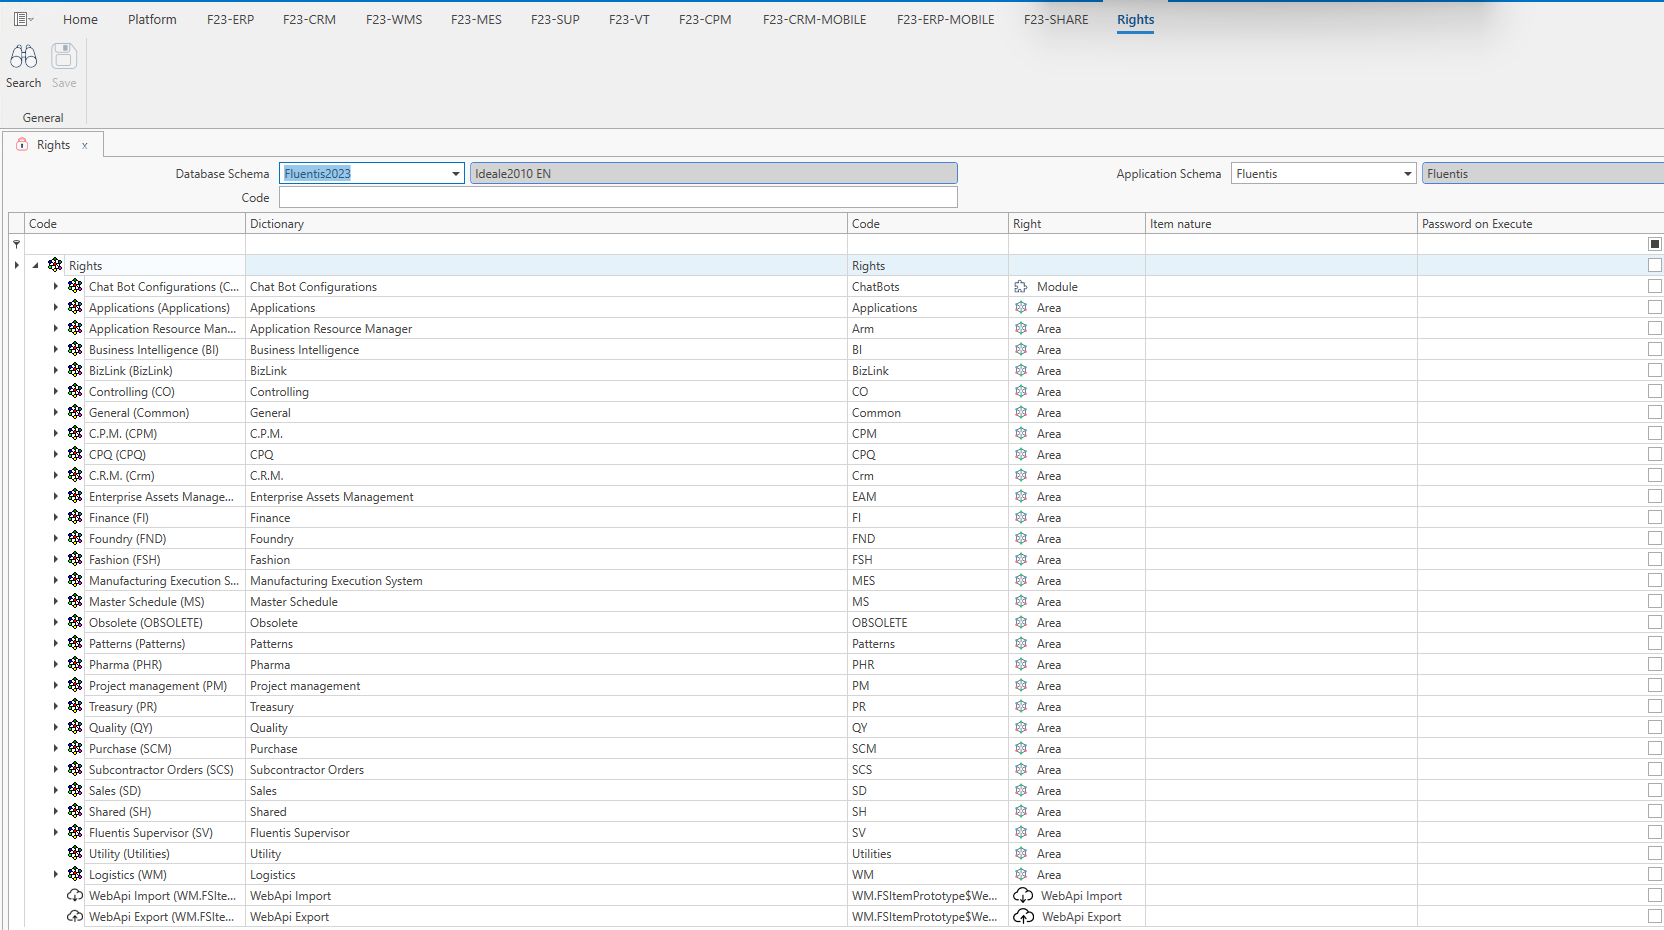 Home Platform F23-ERP F23-CRM F23-WMS F23-MES F23-SUP F23-VT F23-CPM F23-CRM-MOBILE F23-ERP-MOBILE F23-SHARE Rights
Search Save
General
Rights x
Database Schema Fluentis2023 Ideale2010 EN Application Schema Fluentis Fluentis
Code
Code Dictionary Code Right Item nature Password on Execute
Rights Rights
Chat Bot Configurations (C... Chat Bot Configurations ChatBots Module
Applications (Applications) Applications Applications Area
Application Resource Man... Application Resource Manager Arm Area
Business Intelligence (BI) Business Intelligence BI Area
BizLink (BizLink) BizLink BizLink Area
Controlling (CO) Controlling CO Area
General (Common) General Common Area
C.P.M. (CPM) C.P.M. CPM Area
CPQ (CPQ) CPQ CPQ Area
C.R.M. (Crm) C.R.M. Crm Area
Enterprise Assets Manage... Enterprise Assets Management EAM Area
Finance (FI) Finance FI Area
Foundry (FND) Foundry FND Area
Fashion (FSH) Fashion FSH Area
Manufacturing Execution S... Manufacturing Execution System MES Area
Master Schedule (MS) Master Schedule MS Area
Obsolete (OBSOLETE) Obsolete OBSOLETE Area
Patterns (Patterns) Patterns Patterns Area
Pharma (PHR) Pharma PHR Area
Project management (PM) Project management PM Area
Treasury (PR) Treasury PR Area
Quality (QY) Quality QY Area
Purchase (SCM) Purchase SCM Area
Subcontractor Orders (SCS) Subcontractor Orders SCS Area
Sales (SD) Sales SD Area
Shared (SH) Shared SH Area
Fluentis Supervisor (SV) Fluentis Supervisor SV Area
Utility (Utilities) Utility Utilities Area
Logistics (WM) Logistics WM Area
WebApi Import (WM.FSIte... WebApi Import WM.FSItemPrototype$We... WebApi Import
WebApi Export (WM.FSIte... WebApi Export WM.FSItemPrototype$We... WebApi Export